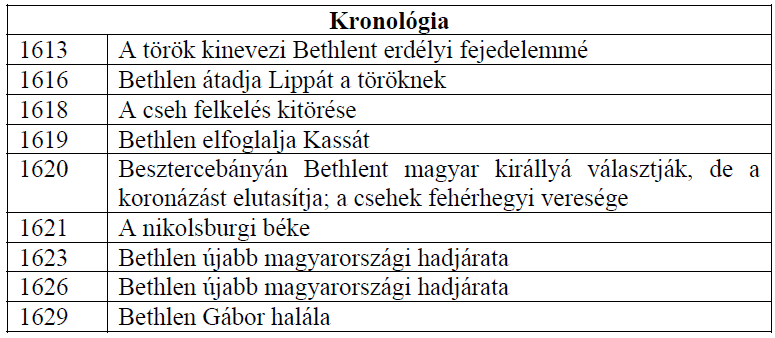 Kronológia
1613 A török kinevezi Bethlent erdélyi fejedelemmé
1616 Bethlen átadja Lippát a töröknek
1618 A cseh felkelés kitörése
1619 Bethlen elfoglalja Kassát
1620 Besztercebányán Bethlent magyar királlyá választják, de a
koronázást elutasítja; a csehek fehérhegyi veresége
1621 A nikolsburgi béke
1623 Bethlen újabb magyarországi hadjárata
1626 Bethlen újabb magyarországi hadjárata
1629 Bethlen Gábor halála